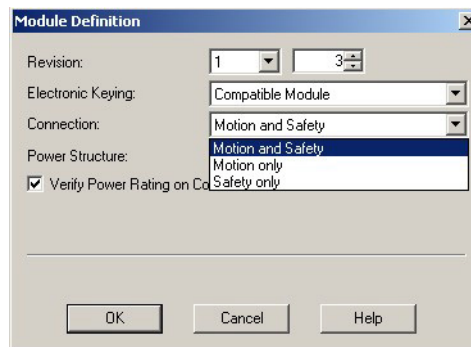 Module Definition
Revision: 1 3
Electronic Keying: Compatible Module
Connection: Motion and Safety
Motion and Safety
Power Structure:
Motion only
Verify Power Rating on Co
Safety only
OK Cancel Help